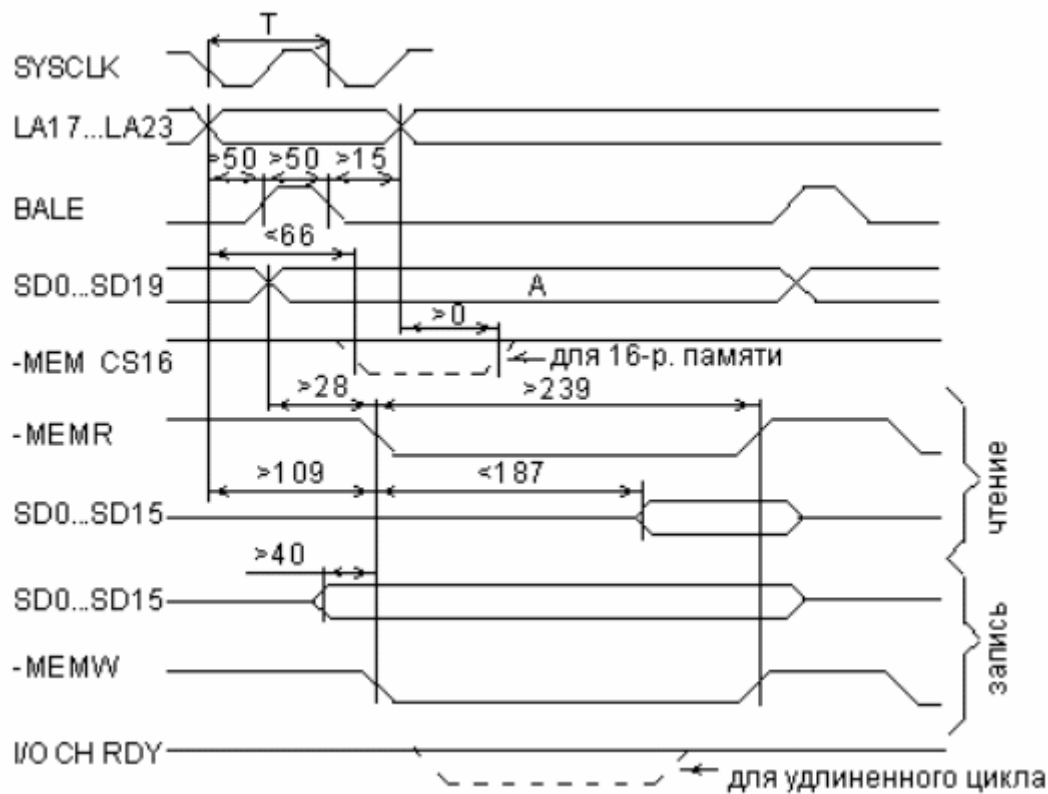 T
SYSCLK
LA17...LA23
>50 >50 >15
BALE
<66
SD0...SD19
A
>0
-MEM CS16
для 16-р. памяти
>28
>239
-MEMR
>109
<187
чтение
SD0...SD15
>40
SD0...SD15
запись
-MEMW
I/O CH RDY
для удлиненного цикла